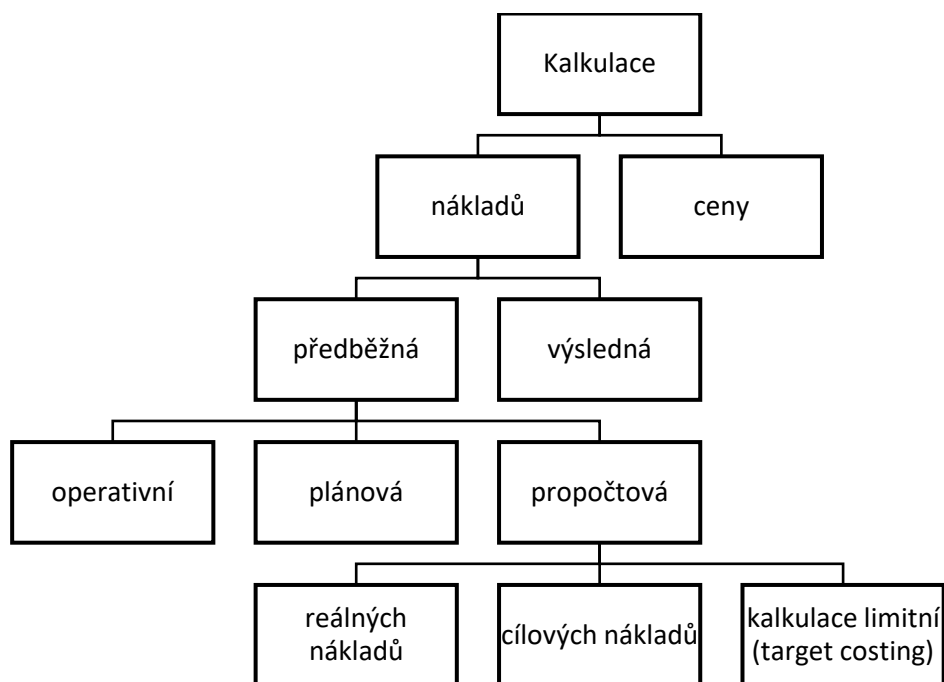 Kalkulace
nákladů
ceny
předběžná
výsledná
operativní
plánová
propočtová
reálných
nákladů
cílových nákladů
kalkulace limitní
(target costing)